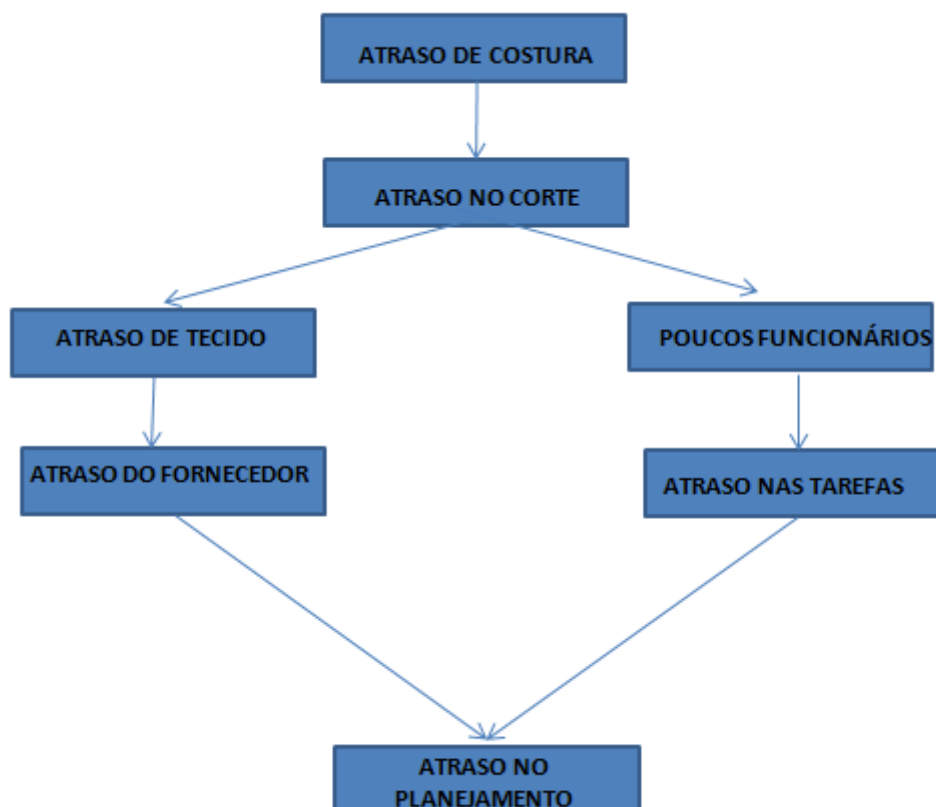 ATRASO DE COSTURA
ATRASO NO CORTE
ATRASO DE TECIDO
POUCOS FUNCIONÁRIOS
ATRASO DO FORNECEDOR
ATRASO NAS TAREFAS
ATRASO NO
PLANEJAMENTO